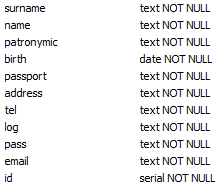 surname text NOT NULL
name text NOT NULL
patronymic text NOT NULL
birth date NOT NULL
passport text NOT NULL
address text NOT NULL
tel text NOT NULL
log text NOT NULL
pass text NOT NULL
email text NOT NULL
id serial NOT NULL